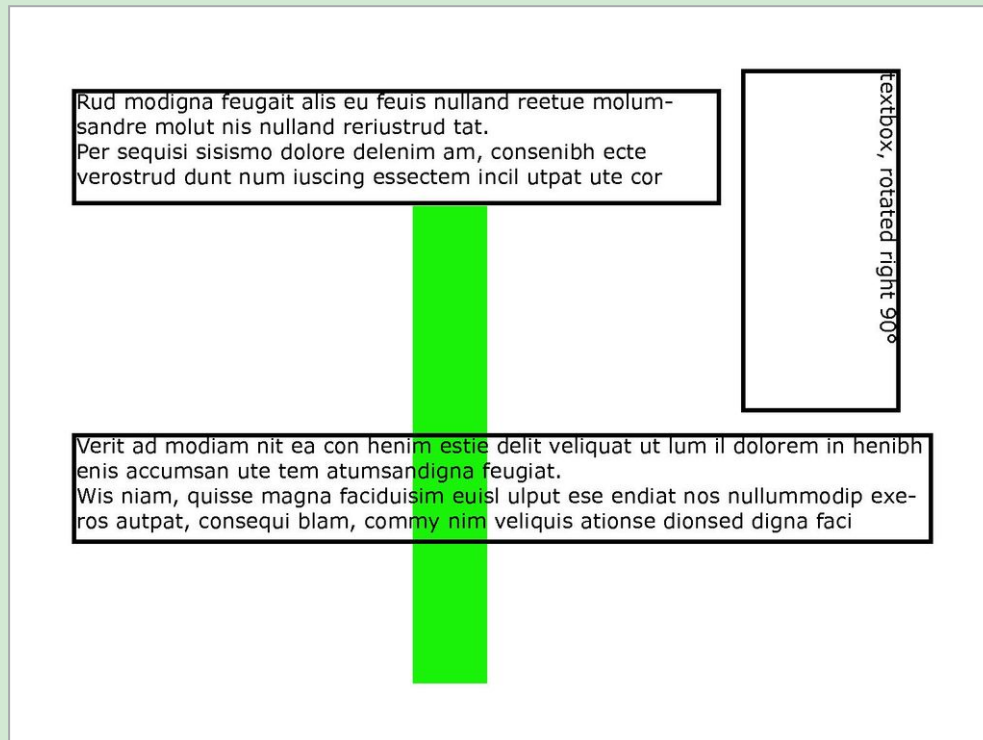 Rud modigna feugait alis eu feuis nulland reetue molum-
sandre molut nis nulland reriustrud tat.
Per sequisi sisismo dolore delenim am, consenibh ecte
verostrud dunt num iuscing essectem incil utpat ute cor
textbox, rotated right 90°
Verit ad modiam nit ea con henim estie delit veliquat ut lum il dolorem in henibh
enis accumsan ute tem atumsandigna feugiat.
Wis niam, quisse magna faciduisim euisl ulput ese endiat nos nullummodip exe-
ros autpat, consequi blam, commy nim veliquis ationse dionsed digna faci